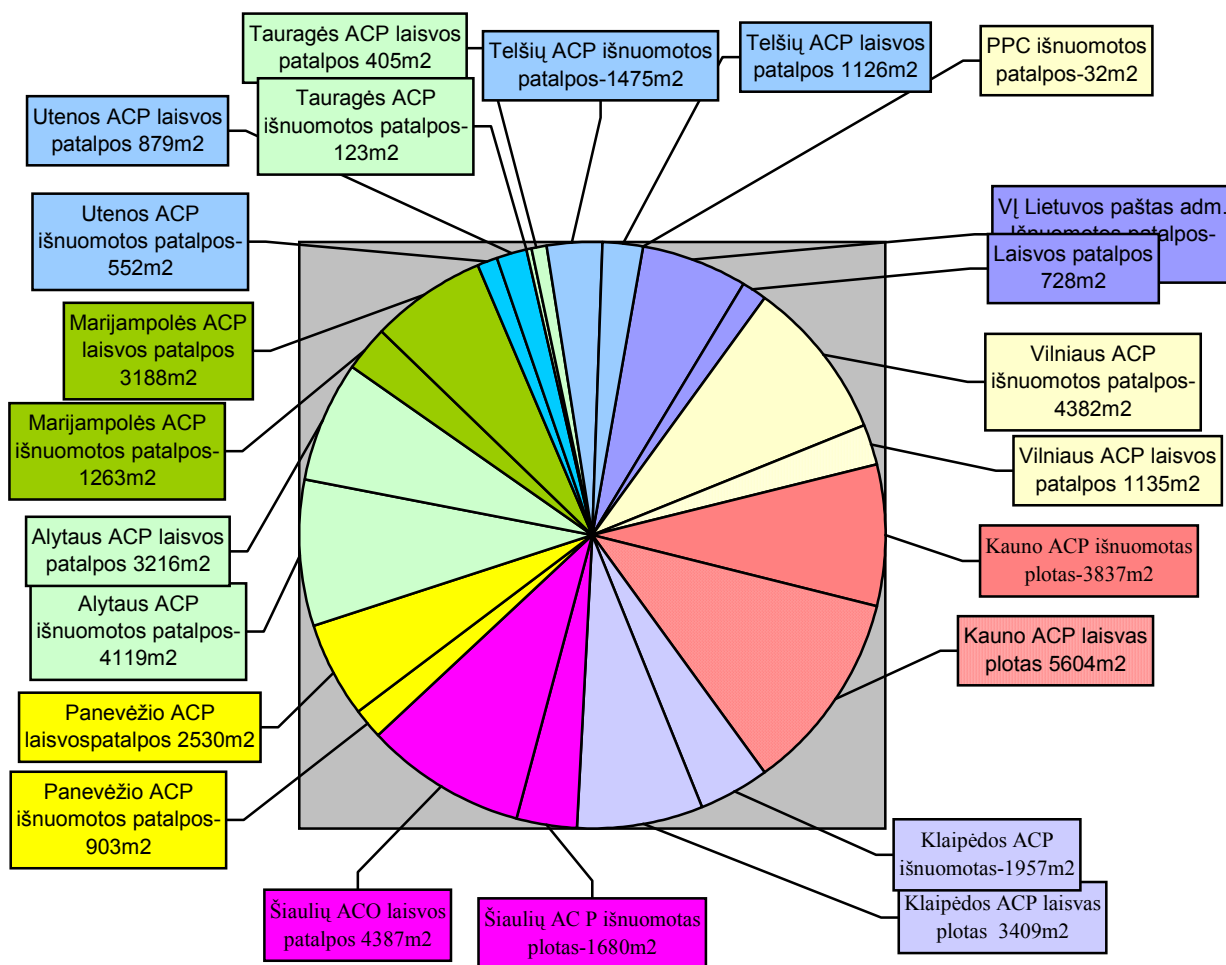 Tauragės ACP laisvos
patalpos 405m2
Telšių ACP išnuomotos
patalpos-1475m2
Telšių ACP laisvos
patalpos 1126m2
PPC išnuomotos
patalpos-32m2
Utenos ACP laisvos
patalpos 879m2
Tauragės ACP
išnuomotos patalpos-
123m2
Utenos ACP
išnuomotos patalpos-
552m2
VĮ Lietuvos paštas adm.
Išnuomotos patalpos-
Laisvos patalpos
728m2
Marijampolės ACP
laisvos patalpos
3188m2
Vilniaus ACP
išnuomotos patalpos-
4382m2
Marijampolės ACP
išnuomotos patalpos-
1263m2
Vilniaus ACP laisvos
patalpos 1135m2
Alytaus ACP laisvos
patalpos 3216m2
Kauno ACP išnuomotas
plotas-3837m2
Alytaus ACP
išnuomotos patalpos-
4119m2
Kauno ACP laisvas
plotas 5604m2
Panevėžio ACP
laisvospatalpos 2530m2
Panevėžio ACP
išnuomotos patalpos-
903m2
Klaipėdos ACP
išnuomotas-1957m2
Klaipėdos ACP laisvas
plotas 3409m2
Šiaulių ACO laisvos
patalpos 4387m2
Šiaulių AC P išnuomotas
plotas-1680m2